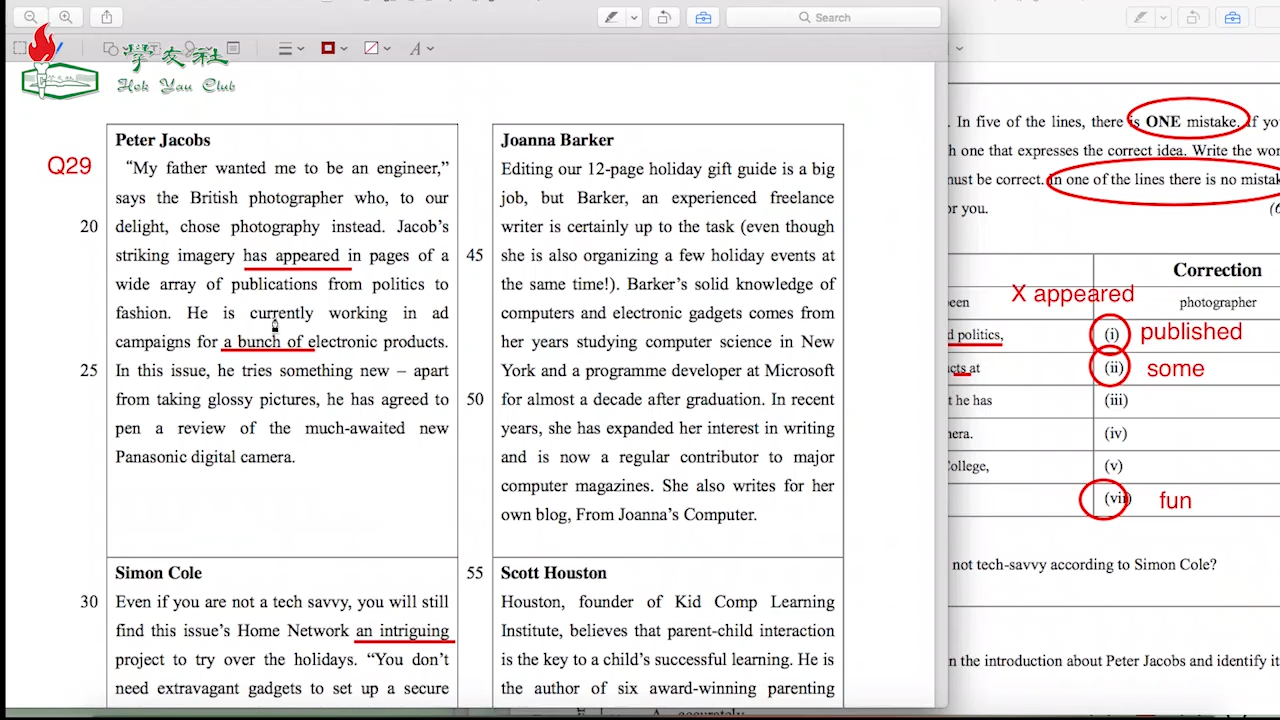 Search
學友社
Hok Yau Club
Q29
Peter Jacobs
“My father wanted me to be an engineer,”
says the British photographer who, to our
20 delight, chose photography instead. Jacob’s
striking imagery has appeared in pages of a
wide array of publications from politics to
fashion. He is currently working in ad
campaigns for a bunch of electronic products.
25 In this issue, he tries something new – apart
from taking glossy pictures, he has agreed to
pen a review of the much-awaited new
Panasonic digital camera.
Simon Cole
30 Even if you are not a tech savvy, you will still
find this issue’s Home Network an intriguing
project to try over the holidays. “You don’t
need extravagant gadgets to set up a secure
Joanna Barker
Editing our 12-page holiday gift guide is a big
job, but Barker, an experienced freelance
writer is certainly up to the task (even though
45 she is also organizing a few holiday events at
the same time!). Barker’s solid knowledge of
computers and electronic gadgets comes from
her years studying computer science in New
York and a programme developer at Microsoft
50 for almost a decade after graduation. In recent
years, she has expanded her interest in writing
and is now a regular contributor to major
computer magazines. She also writes for her
own blog, From Joanna’s Computer.
55 Scott Houston
Houston, founder of Kid Comp Learning
Institute, believes that parent-child interaction
is the key to a child’s successful learning. He is
the author of six award-winning parenting
. In five of the lines, there is ONE mistake. If you
h one that expresses the correct idea. Write the wor
must be correct. In one of the lines there is no mistak
or you.
Correction
been X appeared photographer
d politics, (i) published
cts at (ii) some
t he has (iii)
nera. (iv)
College, (v)
(vii) fun
not tech-savvy according to Simon Cole?
n the introduction about Peter Jacobs and identify it
A accurately